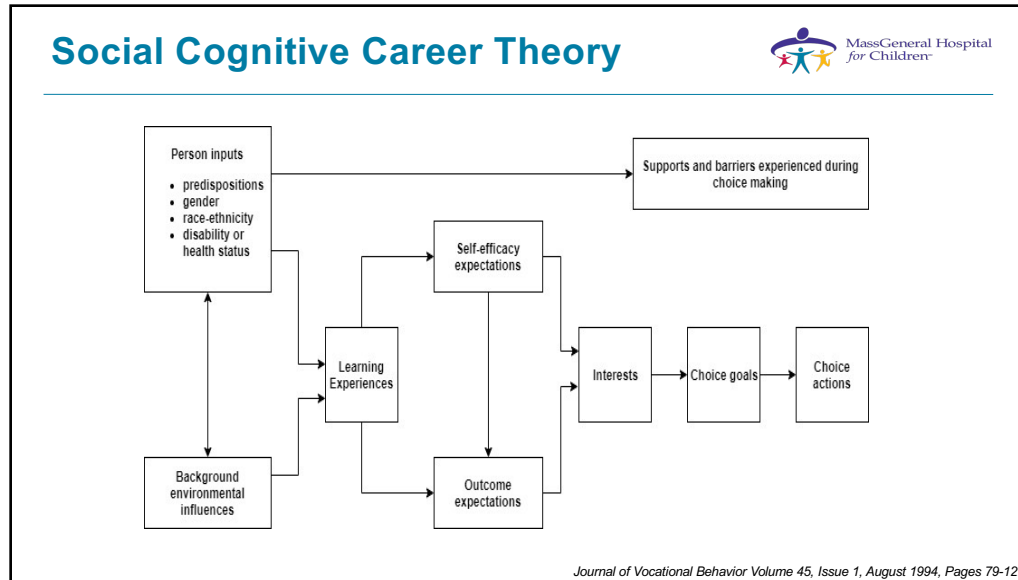 Social Cognitive Career Theory
MassGeneral Hospital
for Children
Person inputs
• predispositions
• gender
• race-ethnicity
• disability or
health status
Supports and barriers experienced during
choice making
Self-efficacy
expectations
Learning
Experiences
Interests
Choice goals
Choice
actions
Background
environmental
influences
Outcome
expectations
Journal of Vocational Behavior Volume 45, Issue 1, August 1994, Pages 79-12